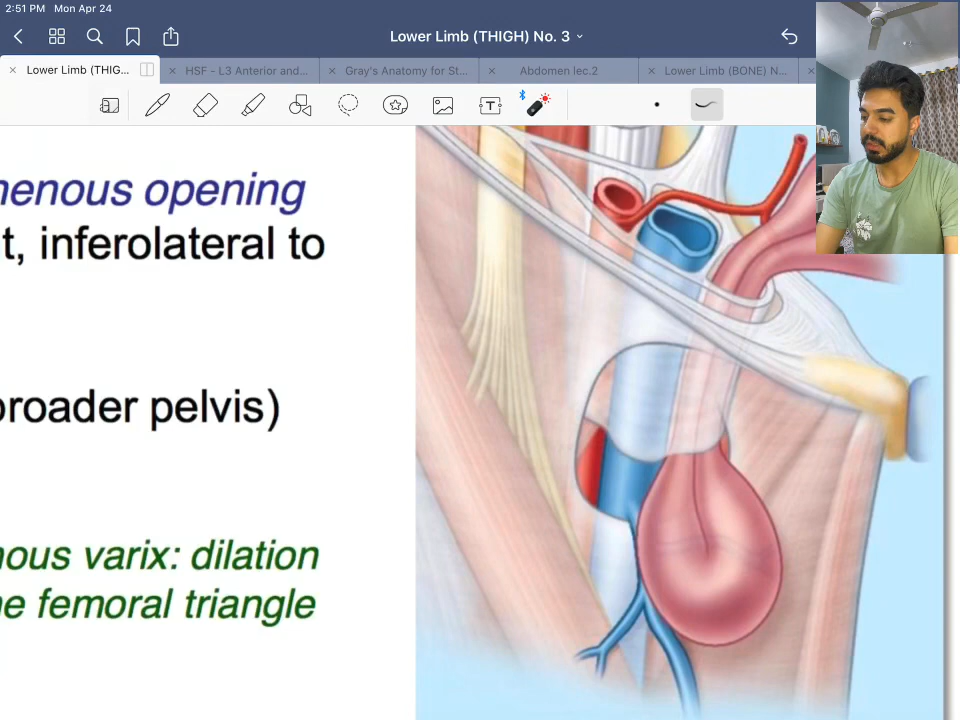 2:51 PM Mon Apr 24
Lower Limb (THIGH) No. 3
Lower Limb (THIG...
HSF - L3 Anterior and...
Gray's Anatomy for St...
Abdomen lec.2
Lower Limb (BONE) N...
T
henous opening
t, inferolateral to
broader pelvis)
nous varix: dilation
e femoral triangle